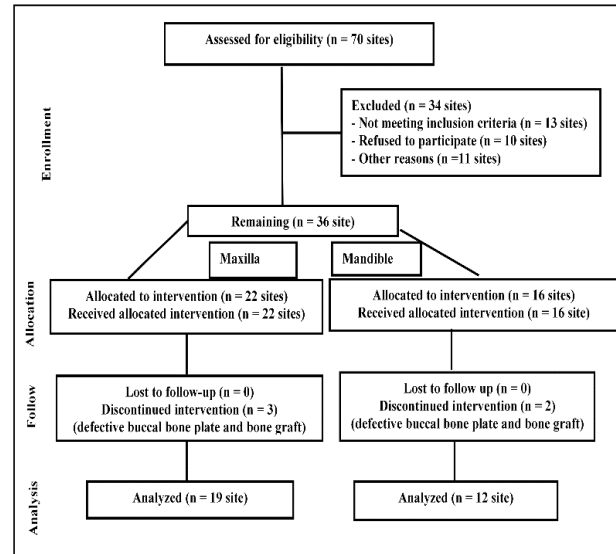 Assessed for eligibility (n = 70 sites)
Enrollment
Excluded (n = 34 sites)
- Not meeting inclusion criteria (n = 13 sites)
- Refused to participate (n = 10 sites)
- Other reasons (n =11 sites)
Remaining (n = 36 site)
Maxilla
Mandible
Allocation
Allocated to intervention (n = 22 sites)
Received allocated intervention (n = 22 sites)
Allocated to intervention (n = 16 sites)
Received allocated intervention (n = 16 site)
Follow
Lost to follow-up (n = 0)
Discontinued intervention (n = 3)
(defective buccal bone plate and bone graft)
Lost to follow up (n = 0)
Discontinued intervention (n = 2)
(defective buccal bone plate and bone graft)
Analysis
Analyzed (n = 19 site)
Analyzed (n = 12 site)